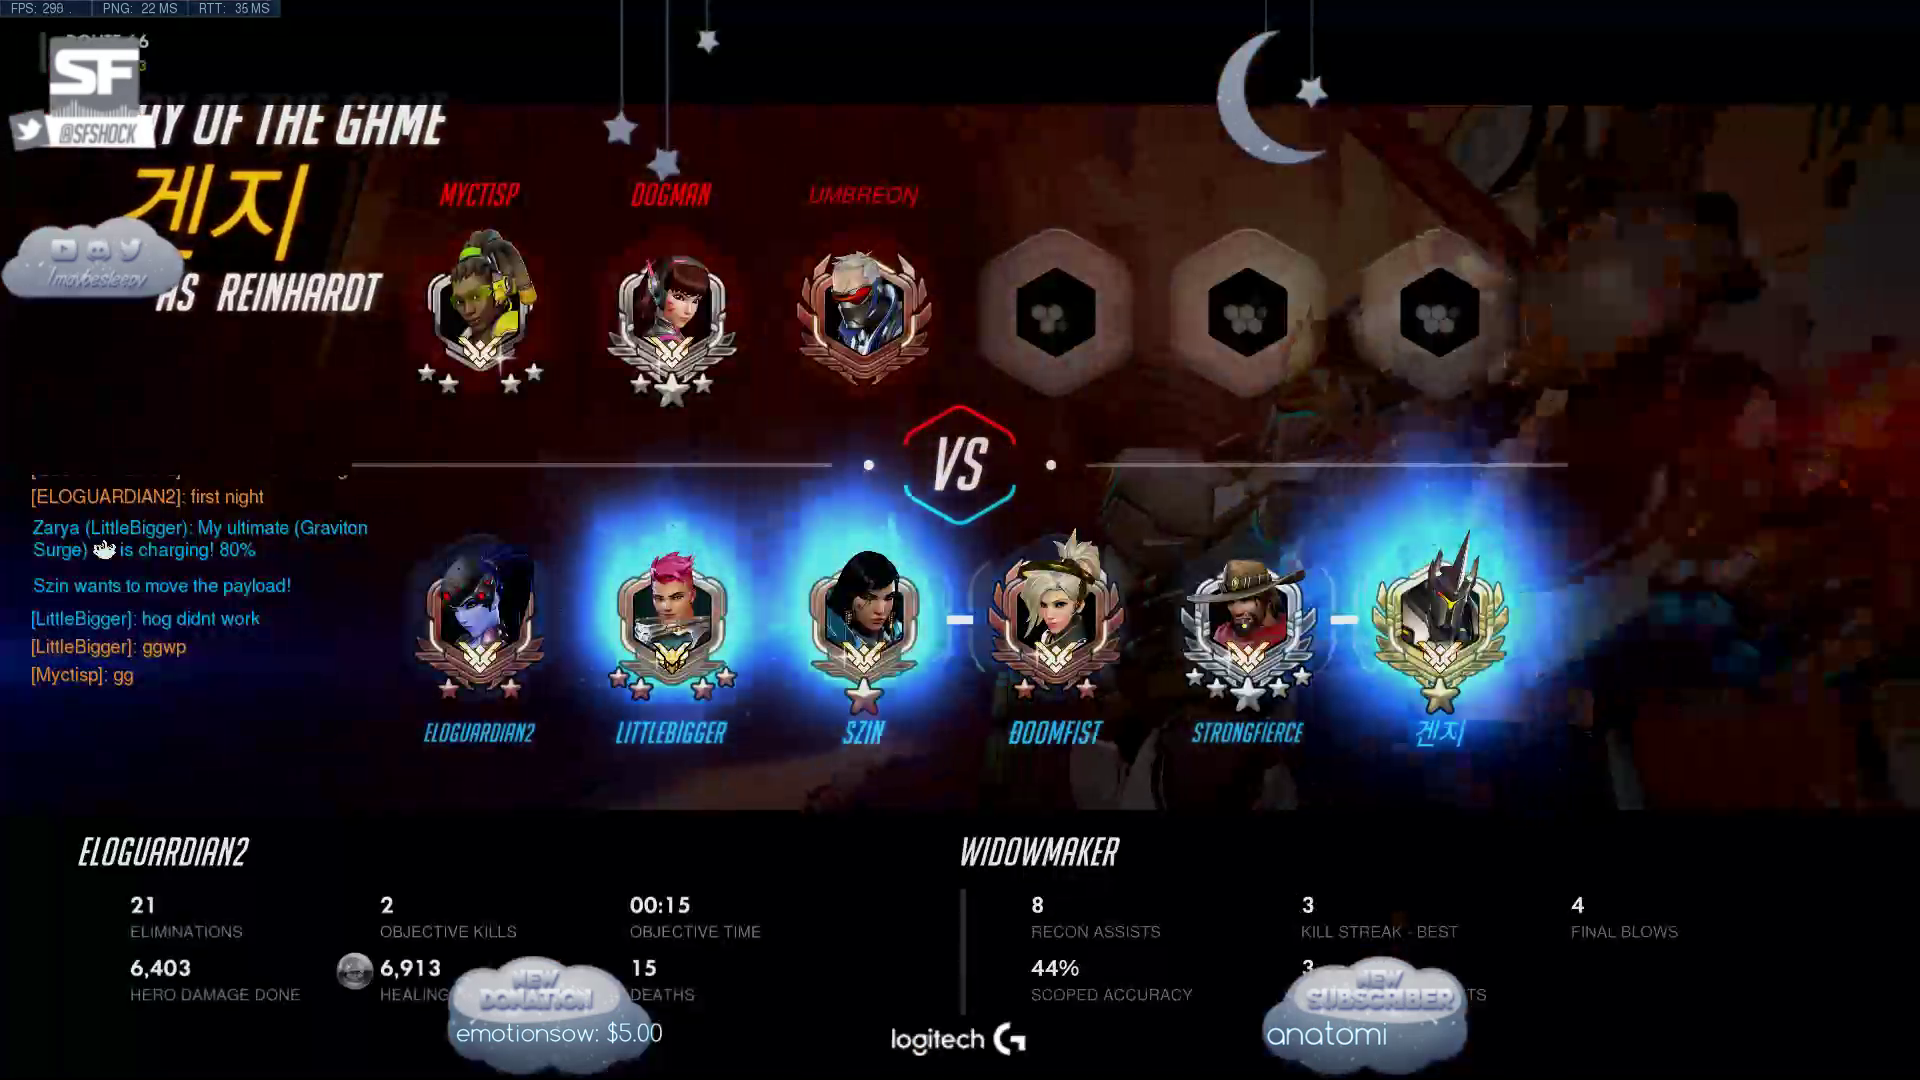 FPS: 290 . PNG: 22 MS RTT: 35 MS
SF
@SFSHOCK
OF THE GAME
겐지
/maybesleepy
AS REINHARDT
MYCTISP DOGMAN UMBREON
VS
[ELOGUARDIAN2]: first night
Zarya (LittleBigger): My ultimate (Graviton
Surge) is charging! 80%
Szin wants to move the payload!
[LittleBigger]: hog didnt work
[LittleBigger]: ggwp
[Myctisp]: gg
ELOGUARDIAN2 LITTLEBIGGER SZIN ĐOOMFIST STRONGFIERCE 겐지
ELOGUARDIAN2
21 2 00:15
ELIMINATIONS OBJECTIVE KILLS OBJECTIVE TIME
6,403 6,913 15
HERO DAMAGE DONE HEALING DEATHS
WIDOWMAKER
8 3 4
RECON ASSISTS KILL STREAK - BEST FINAL BLOWS
44% 3
SCOPED ACCURACY
NEW
DONATION
emotionsow: $5.00
logitech G
NEW
SUBSCRIBER
anatomi